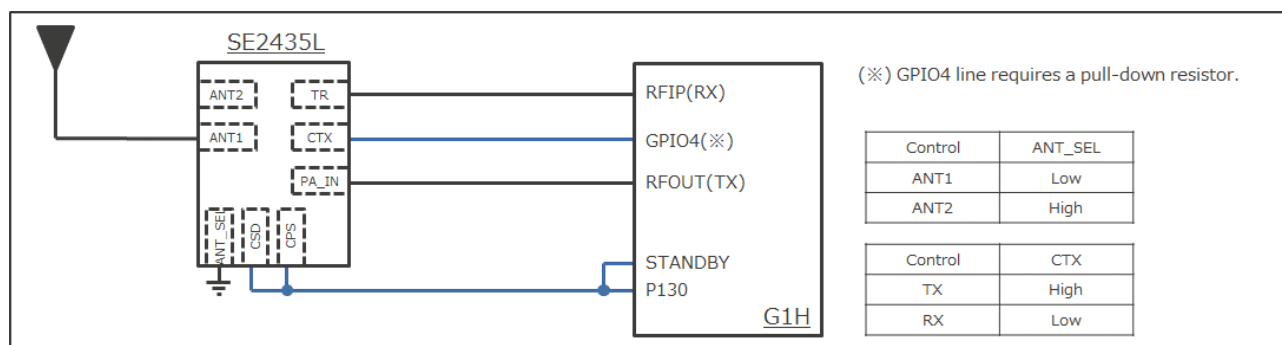 SE2435L
ANT2
TR
ANT1
CTX
PA_IN
ANT_SEL
CSD
CPS
RFIP(RX)
GPIO4(※)
RFOUT(TX)
STANDBY
P130
G1H
(※) GPIO4 line requires a pull-down resistor.
Control ANT_SEL
ANT1 Low
ANT2 High
Control CTX
TX High
RX Low